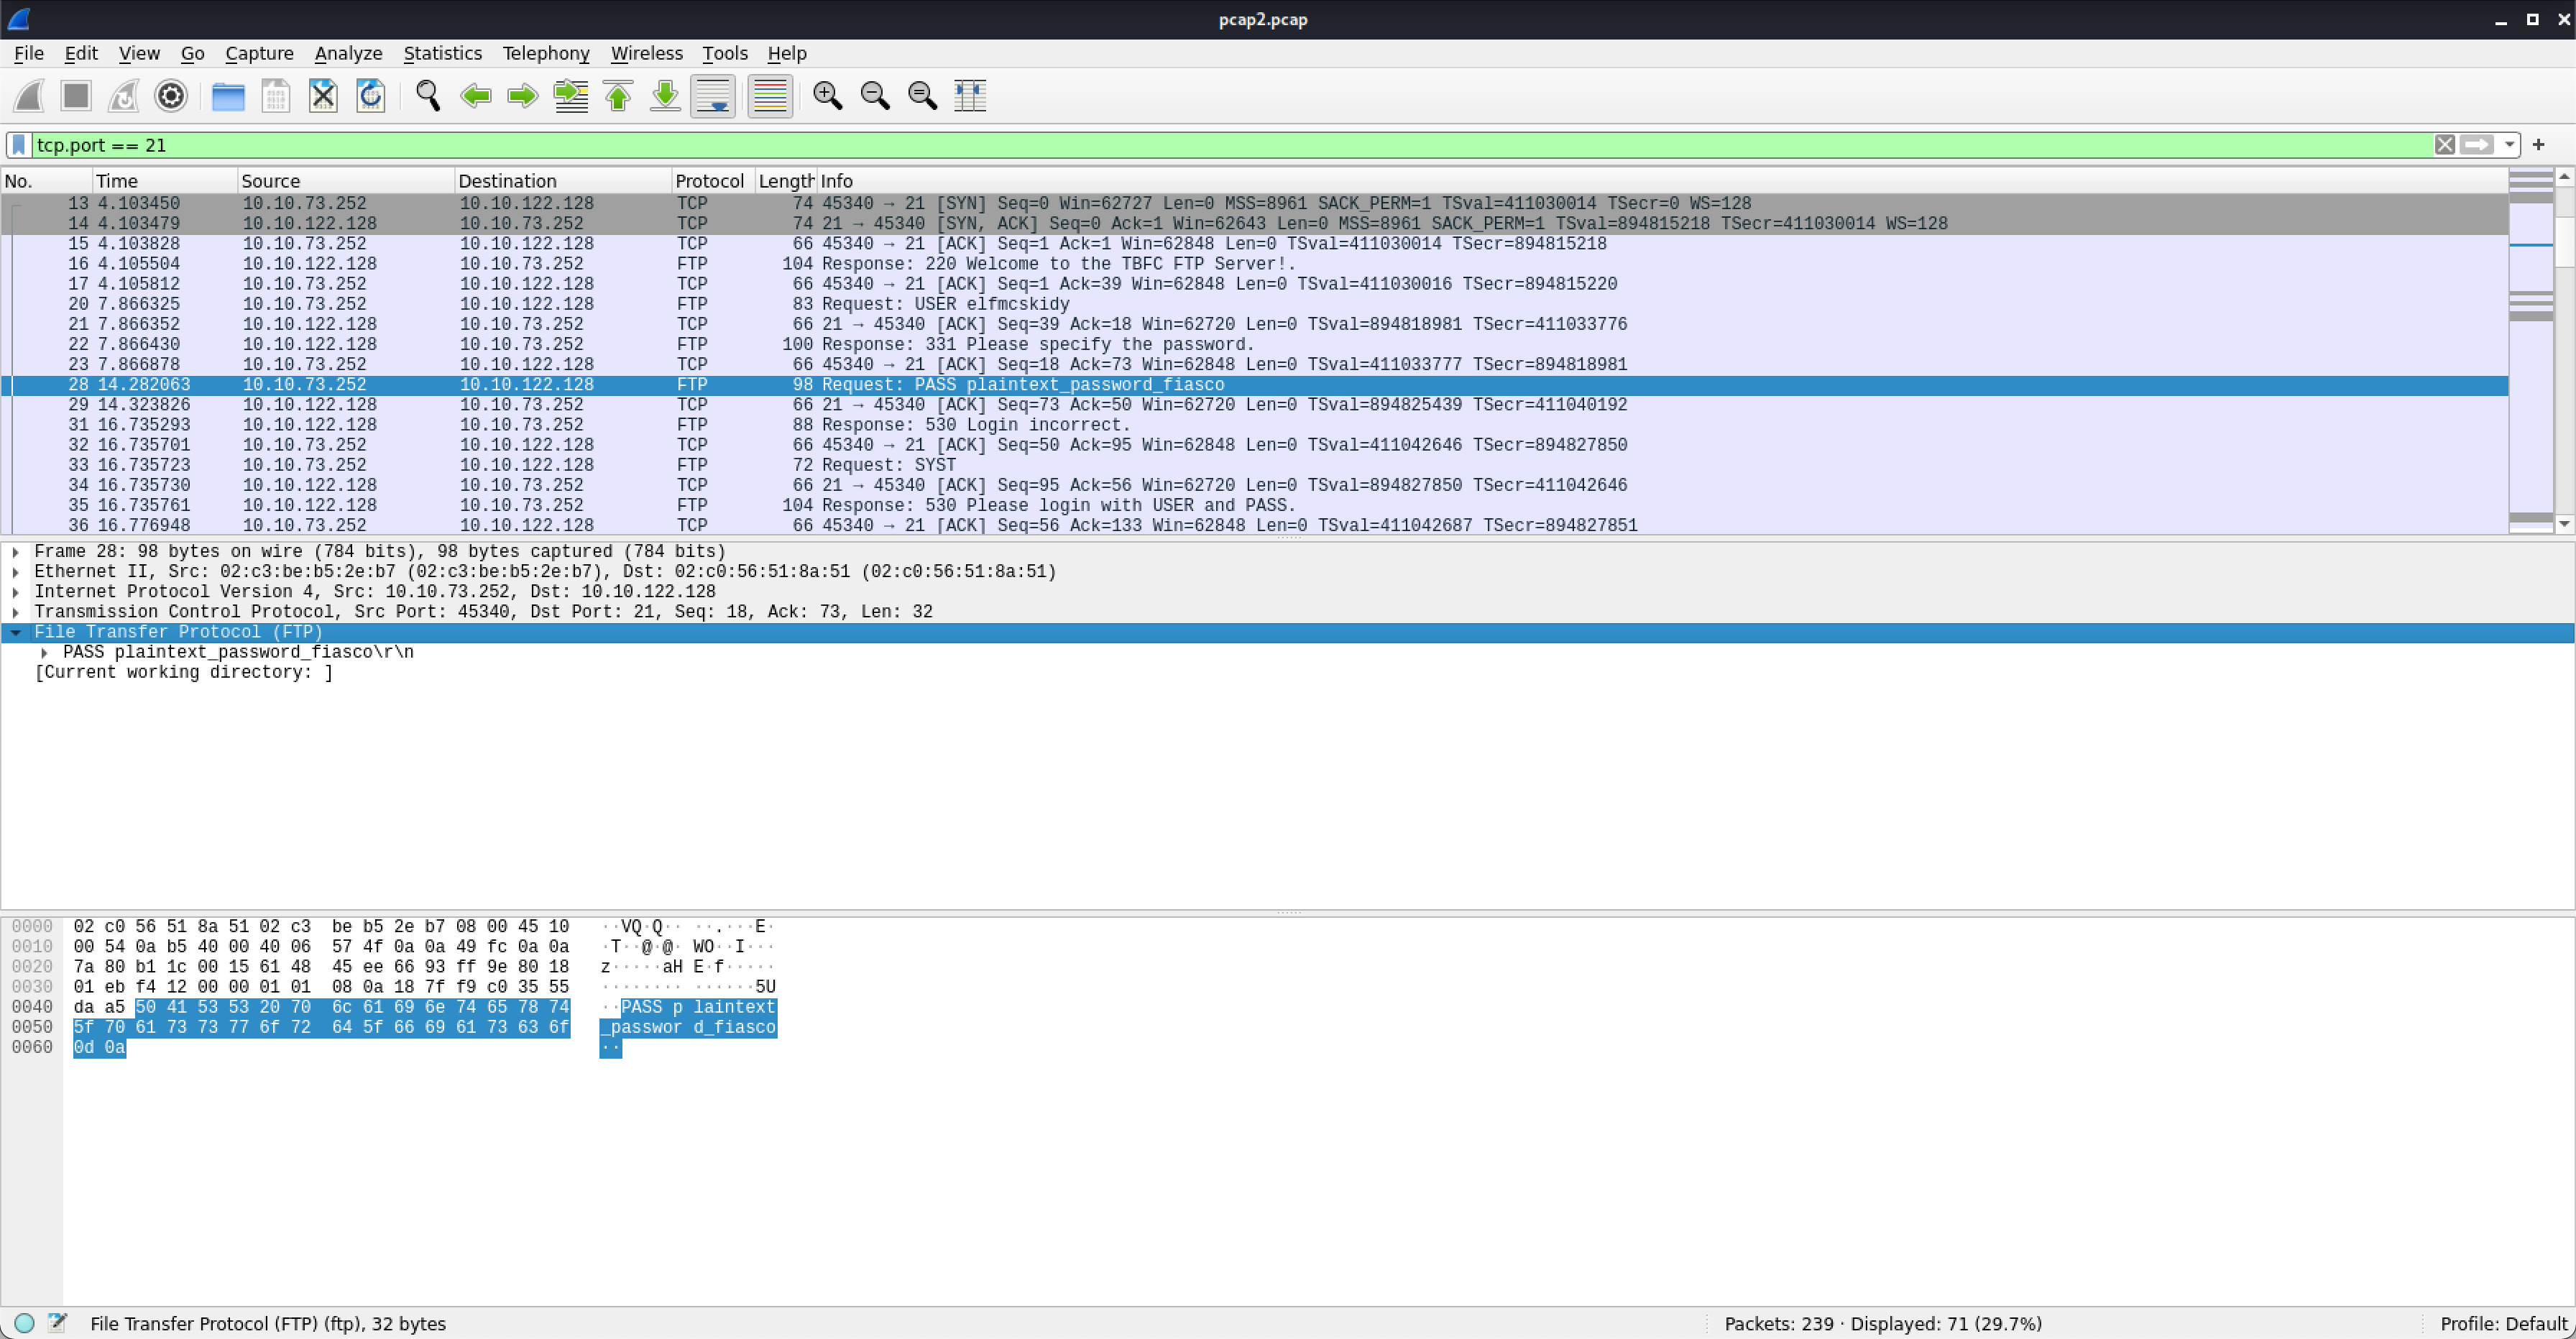 pcap2.pcap
File Edit View Go Capture Analyze Statistics Telephony Wireless Tools Help
tcp.port == 21
No. Time Source Destination Protocol Length Info
13 4.103450 10.10.73.252 10.10.122.128 TCP 74 45340 → 21 [SYN] Seq=0 Win=62727 Len=0 MSS=8961 SACK_PERM=1 TSval=411030014 TSecr=0 WS=128
14 4.103479 10.10.122.128 10.10.73.252 TCP 74 21 → 45340 [SYN, ACK] Seq=0 Ack=1 Win=62643 Len=0 MSS=8961 SACK_PERM=1 TSval=894815218 TSecr=411030014 WS=128
15 4.103828 10.10.73.252 10.10.122.128 TCP 66 45340 → 21 [ACK] Seq=1 Ack=1 Win=62848 Len=0 TSval=411030014 TSecr=894815218
16 4.105504 10.10.122.128 10.10.73.252 FTP 104 Response: 220 Welcome to the TBFC FTP Server!.
17 4.105812 10.10.73.252 10.10.122.128 TCP 66 45340 → 21 [ACK] Seq=1 Ack=39 Win=62848 Len=0 TSval=411030016 TSecr=894815220
20 7.866325 10.10.73.252 10.10.122.128 FTP 83 Request: USER elfmcskidy
21 7.866352 10.10.122.128 10.10.73.252 TCP 66 21 → 45340 [ACK] Seq=39 Ack=18 Win=62720 Len=0 TSval=894818981 TSecr=411033776
22 7.866430 10.10.122.128 10.10.73.252 FTP 100 Response: 331 Please specify the password.
23 7.866878 10.10.73.252 10.10.122.128 TCP 66 45340 → 21 [ACK] Seq=18 Ack=73 Win=62848 Len=0 TSval=411033777 TSecr=894818981
28 14.282063 10.10.73.252 10.10.122.128 FTP 98 Request: PASS plaintext_password_fiasco
29 14.323826 10.10.122.128 10.10.73.252 TCP 66 21 → 45340 [ACK] Seq=73 Ack=50 Win=62720 Len=0 TSval=894825439 TSecr=411040192
31 16.735293 10.10.122.128 10.10.73.252 FTP 88 Response: 530 Login incorrect.
32 16.735701 10.10.73.252 10.10.122.128 TCP 66 45340 → 21 [ACK] Seq=50 Ack=95 Win=62848 Len=0 TSval=411042646 TSecr=894827850
33 16.735723 10.10.73.252 10.10.122.128 FTP 72 Request: SYST
34 16.735730 10.10.122.128 10.10.73.252 TCP 66 21 → 45340 [ACK] Seq=95 Ack=56 Win=62720 Len=0 TSval=894827850 TSecr=411042646
35 16.735761 10.10.122.128 10.10.73.252 FTP 104 Response: 530 Please login with USER and PASS.
36 16.776948 10.10.73.252 10.10.122.128 TCP 66 45340 → 21 [ACK] Seq=56 Ack=133 Win=62848 Len=0 TSval=411042687 TSecr=894827851
Frame 28: 98 bytes on wire (784 bits), 98 bytes captured (784 bits)
Ethernet II, Src: 02:c3:be:b5:2e:b7 (02:c3:be:b5:2e:b7), Dst: 02:c0:56:51:8a:51 (02:c0:56:51:8a:51)
Internet Protocol Version 4, Src: 10.10.73.252, Dst: 10.10.122.128
Transmission Control Protocol, Src Port: 45340, Dst Port: 21, Seq: 18, Ack: 73, Len: 32
File Transfer Protocol (FTP)
PASS plaintext_password_fiasco\r\n
[Current working directory: ]
0000 02 c0 56 51 8a 51 02 c3 be b5 2e b7 08 00 45 10 ··VQ·Q·· ··.···E·
0010 00 54 0a b5 40 00 40 06 57 4f 0a 0a 49 fc 0a 0a ·T··@·@· WO··I···
0020 7a 80 b1 1c 00 15 61 48 45 ee 66 93 ff 9e 80 18 z·····aH E·f·····
0030 01 eb f4 12 00 00 01 01 08 0a 18 7f f9 c0 35 55 ········ ······5U
0040 da a5 50 41 53 53 20 70 6c 61 69 6e 74 65 78 74 ··PASS p laintext
0050 5f 70 61 73 73 77 6f 72 64 5f 66 69 61 73 63 6f _passwor d_fiasco
0060 0d 0a ··
File Transfer Protocol (FTP) (ftp), 32 bytes Packets: 239 · Displayed: 71 (29.7%) Profile: Default